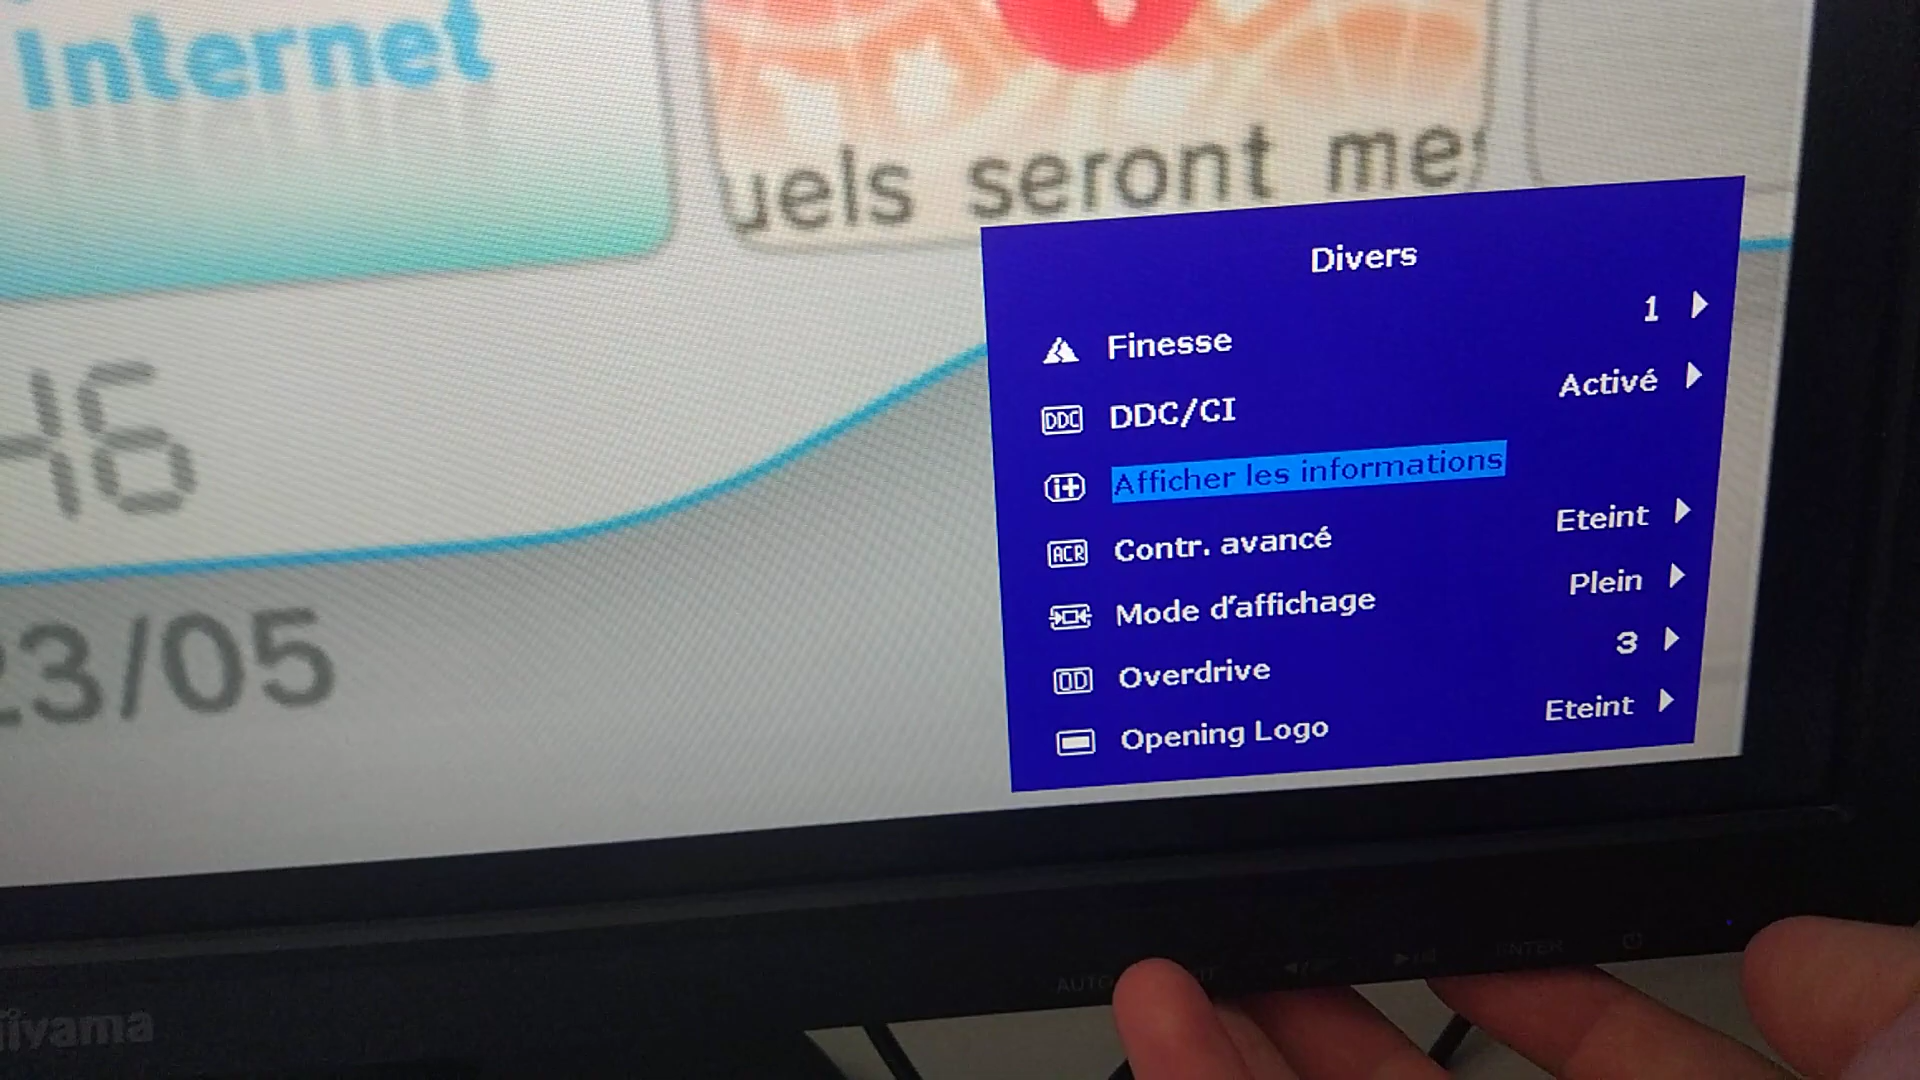 Internet
uels seront mes
46
23/05
Divers
Finesse 1
DDC DDC/CI Activé
i+ Afficher les informations
ACR Contr. avancé Eteint
Mode d'affichage Plein
OD Overdrive 3
Opening Logo Eteint
AUTO ENTER
iiyama